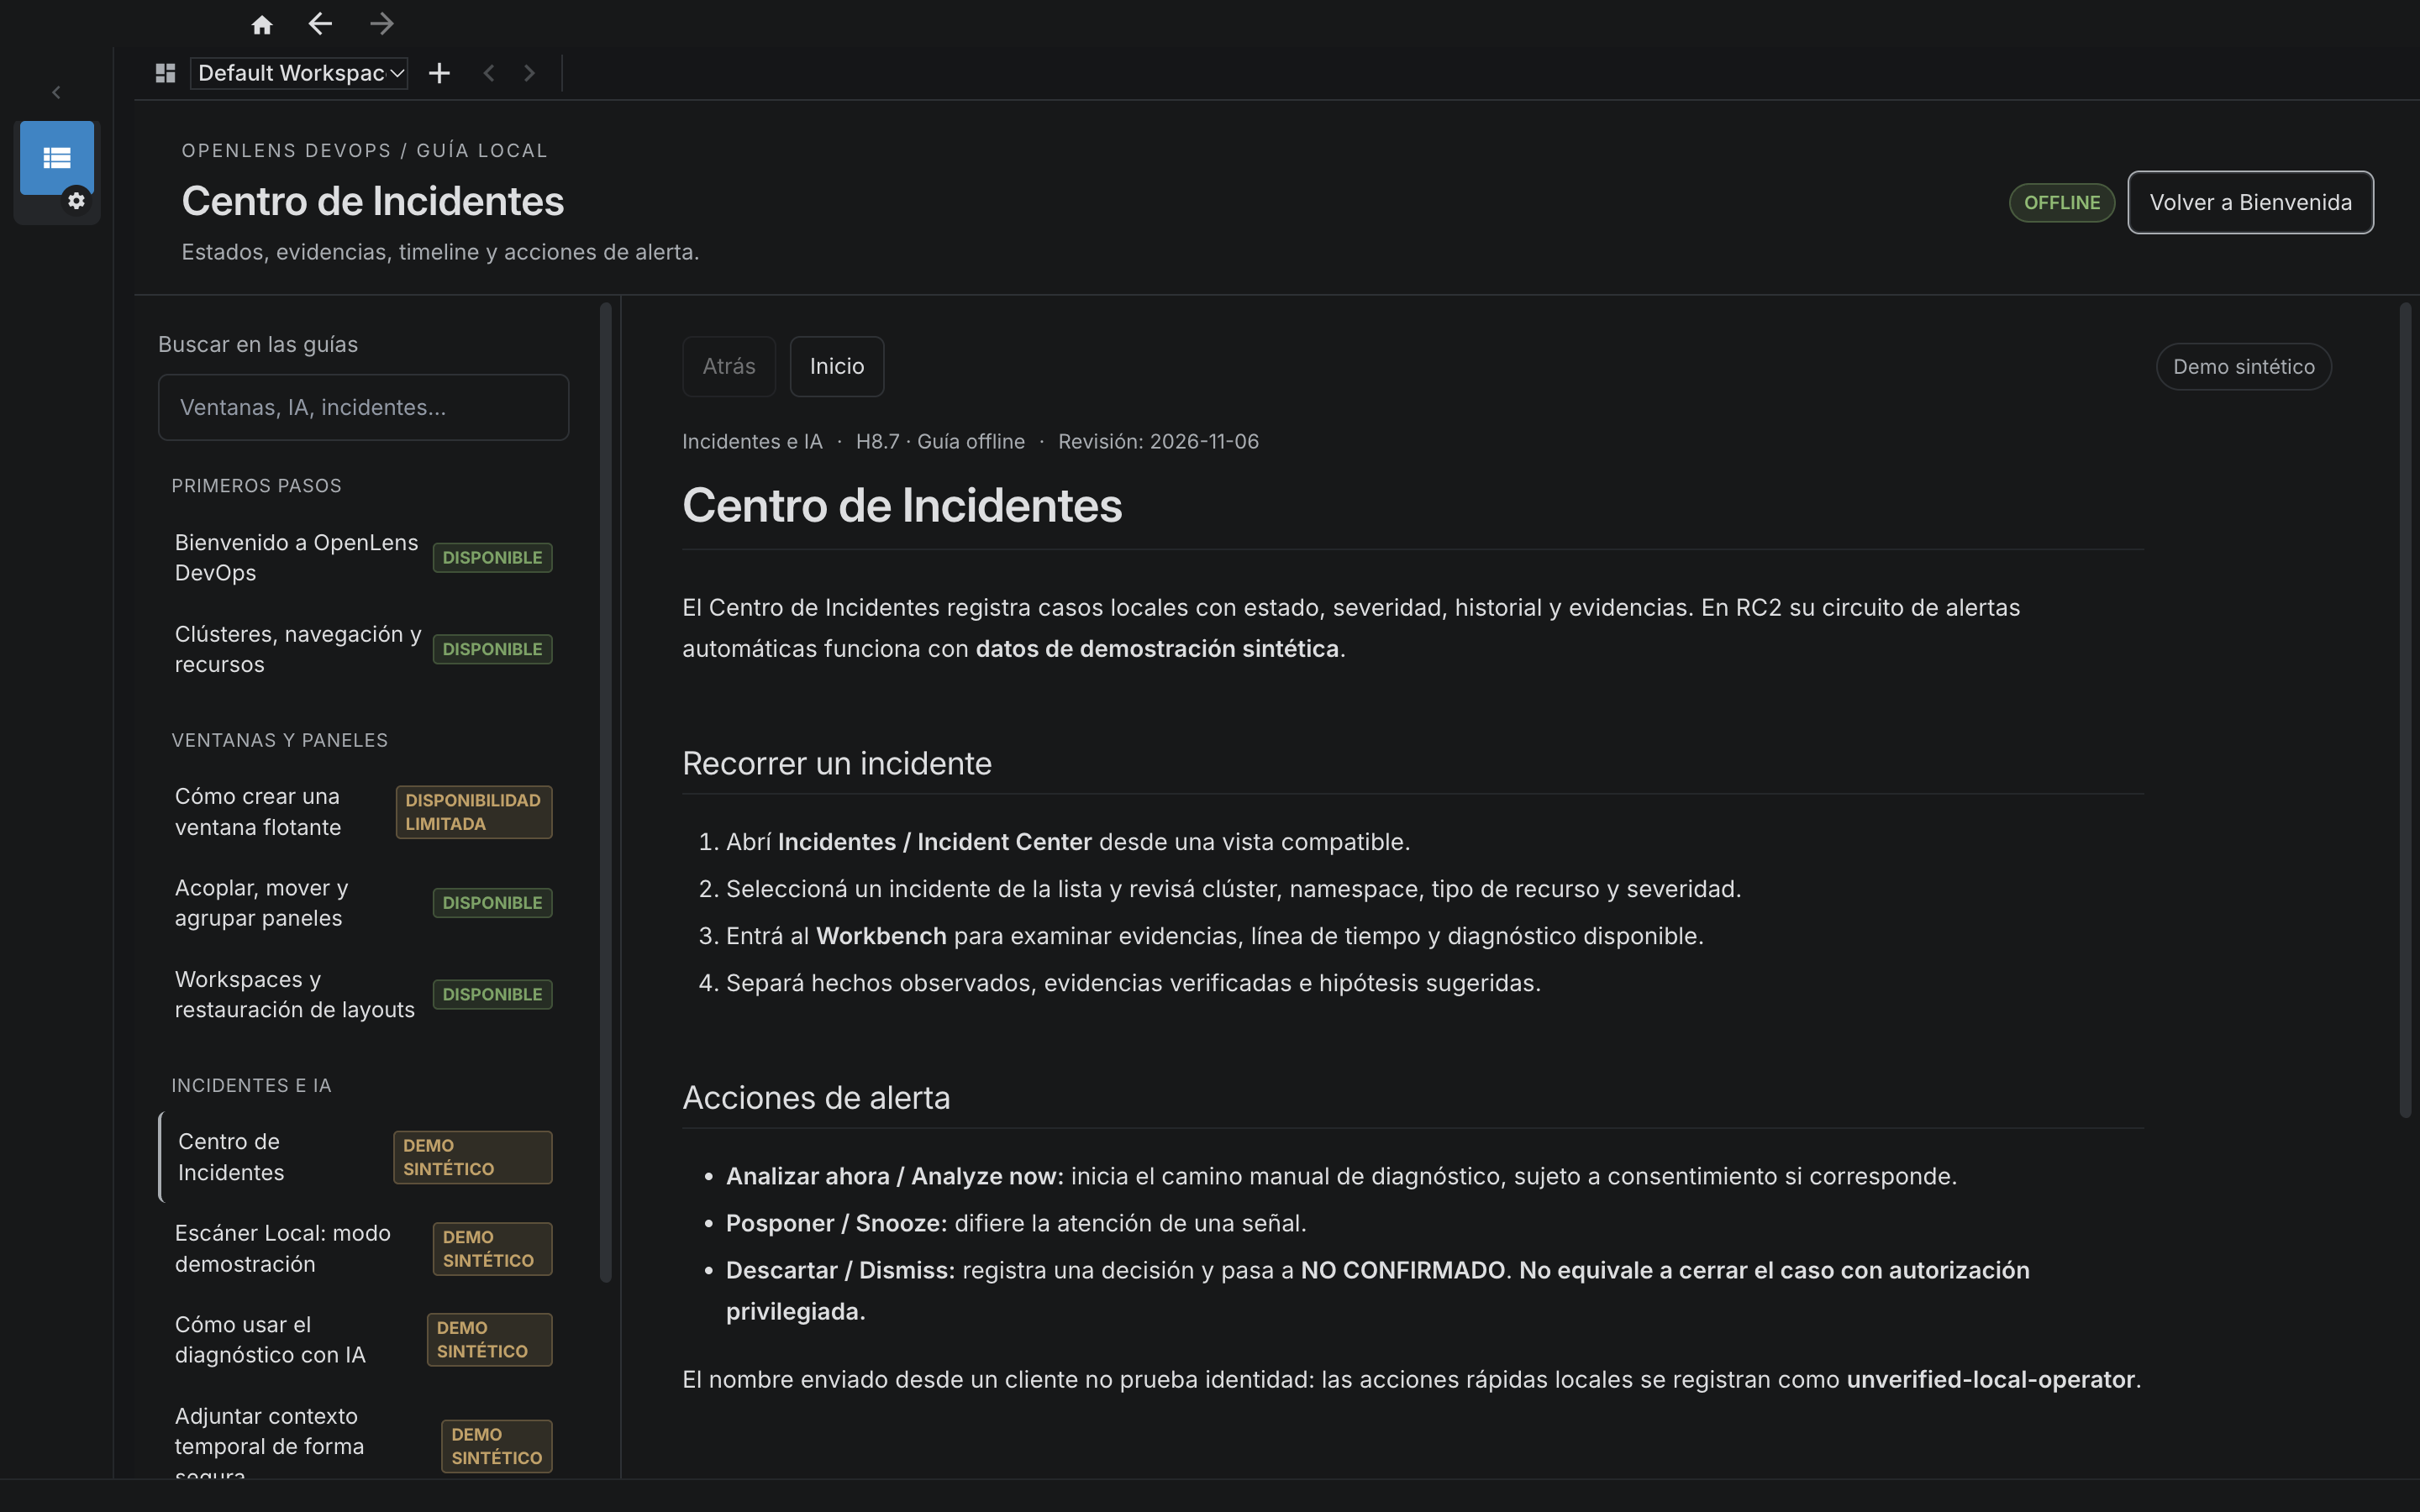 Default Workspac
OPENLENS DEVOPS / GUÍA LOCAL
Centro de Incidentes
Estados, evidencias, timeline y acciones de alerta.
OFFLINE
Volver a Bienvenida
Buscar en las guías
Ventanas, IA, incidentes...
PRIMEROS PASOS
Bienvenido a OpenLens
DevOps
DISPONIBLE
Clústeres, navegación y
recursos
DISPONIBLE
VENTANAS Y PANELES
Cómo crear una
ventana flotante
DISPONIBILIDAD
LIMITADA
Acoplar, mover y
agrupar paneles
DISPONIBLE
Workspaces y
restauración de layouts
DISPONIBLE
INCIDENTES E IA
Centro de
Incidentes
DEMO
SINTÉTICO
Escáner Local: modo
demostración
DEMO
SINTÉTICO
Cómo usar el
diagnóstico con IA
DEMO
SINTÉTICO
Adjuntar contexto
temporal de forma
segura
DEMO
SINTÉTICO
Atrás
Inicio
Demo sintético
Incidentes e IA · H8.7 · Guía offline · Revisión: 2026-11-06
Centro de Incidentes
El Centro de Incidentes registra casos locales con estado, severidad, historial y evidencias. En RC2 su circuito de alertas
automáticas funciona con datos de demostración sintética.
Recorrer un incidente
1. Abrí Incidentes / Incident Center desde una vista compatible.
2. Seleccioná un incidente de la lista y revisá clúster, namespace, tipo de recurso y severidad.
3. Entrá al Workbench para examinar evidencias, línea de tiempo y diagnóstico disponible.
4. Separá hechos observados, evidencias verificadas e hipótesis sugeridas.
Acciones de alerta
• Analizar ahora / Analyze now: inicia el camino manual de diagnóstico, sujeto a consentimiento si corresponde.
• Posponer / Snooze: difiere la atención de una señal.
• Descartar / Dismiss: registra una decisión y pasa a NO CONFIRMADO. No equivale a cerrar el caso con autorización
privilegiada.
El nombre enviado desde un cliente no prueba identidad: las acciones rápidas locales se registran como unverified-local-operator.